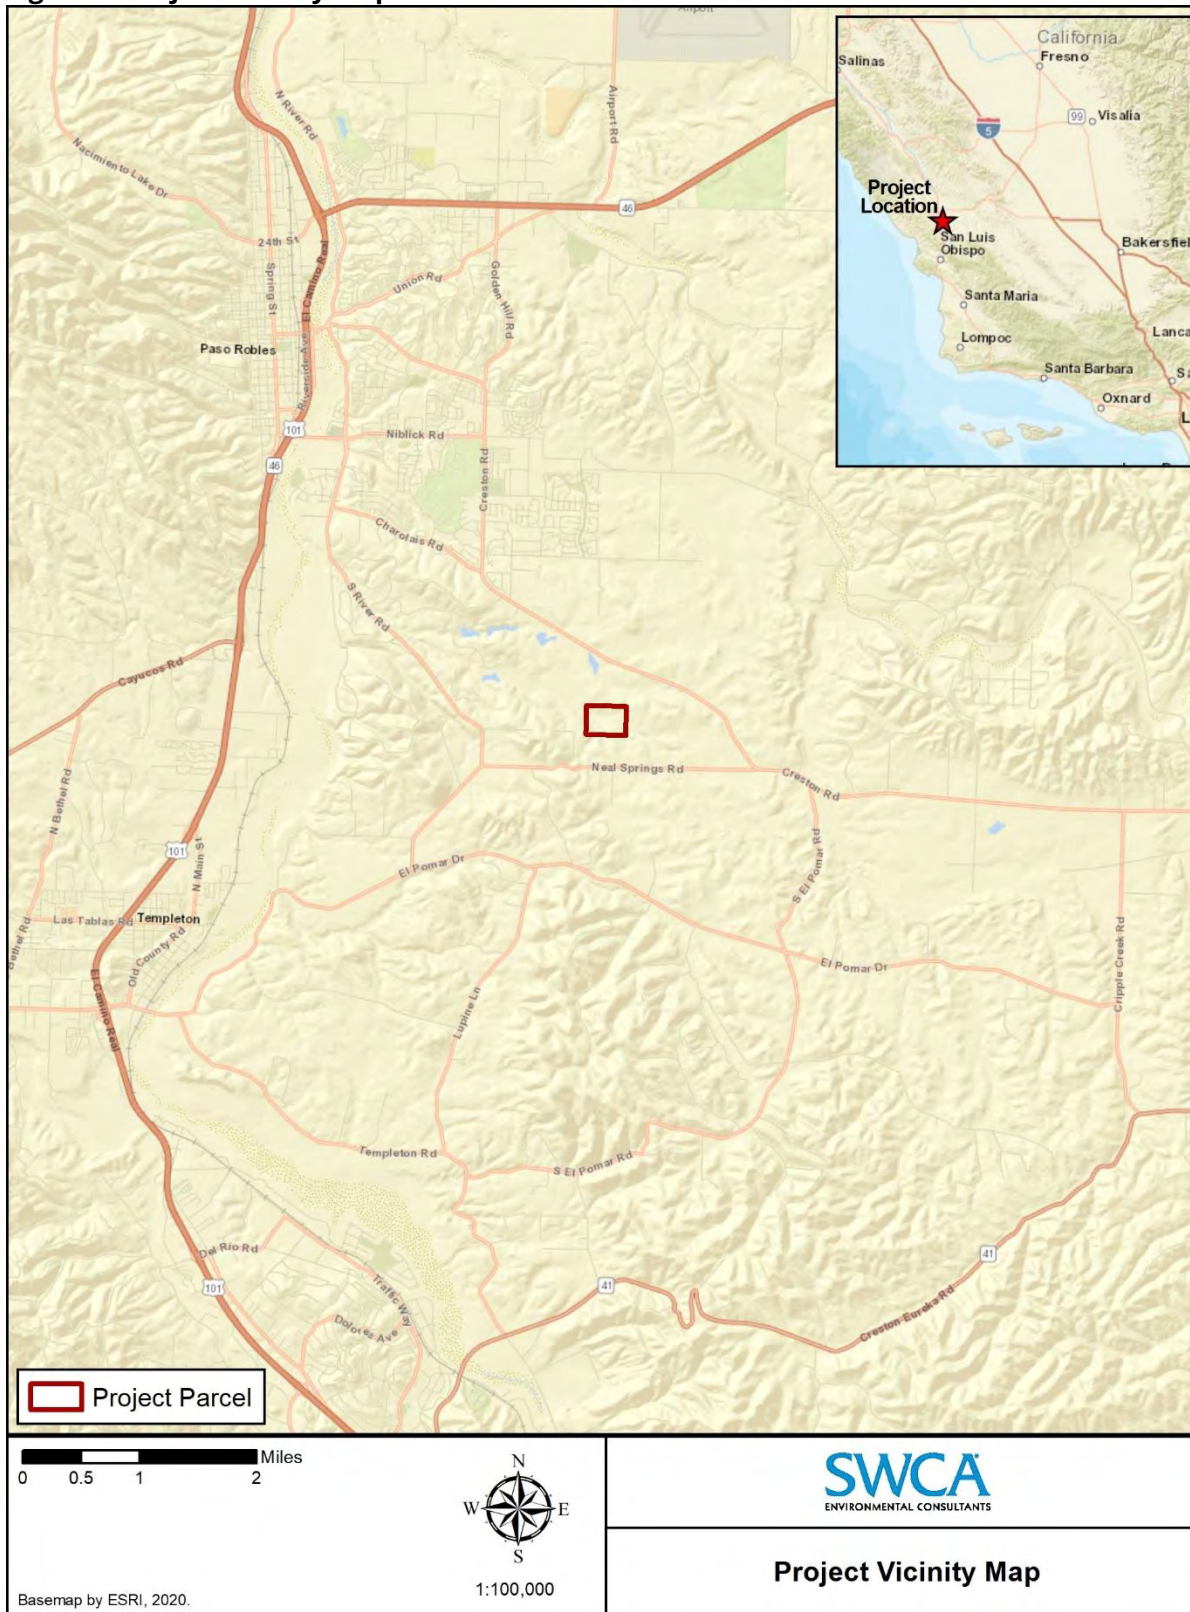 Airport
N River Rd
Airport Rd
Nacimiento Lake Dr
46
24th St
El Camino Real
Spring St
Union Rd
Golden Hill Rd
Paso Robles
Riverside Ave
101
Niblick Rd
46
Creston Rd
Charolais Rd
S River Rd
Cayucos Rd
Neal Springs Rd
Creston Rd
N Bethel Rd
101
N Main St
S El Pomar Rd
El Pomar Dr
Las Tablas Rd
Templeton
Bethel Rd
Old County Rd
El Pomar Dr
Cripple Creek Rd
El Camino Real
Lupine Ln
Templeton Rd
S El Pomar Rd
Del Rio Rd
41
101
Traffic Way
41
Dolores Ave
Creston Eureka Rd
California
Salinas
Fresno
99
Visalia
5
Project
Location
San Luis
Obispo
Bakersfiel
Santa Maria
Lompoc
Lanca
Santa Barbara
Oxnard
Project Parcel
Miles
0 0.5 1 2
N
W E
S
1:100,000
Basemap by ESRI, 2020.
SWCA
ENVIRONMENTAL CONSULTANTS
Project Vicinity Map